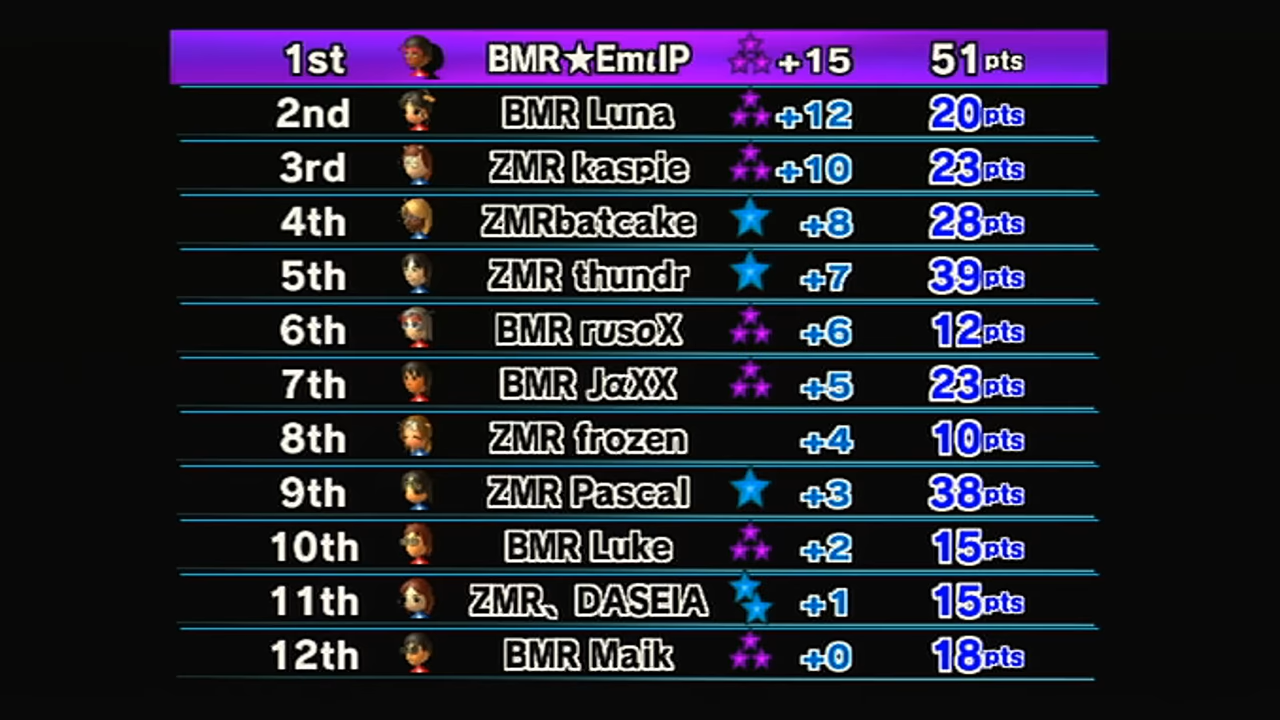 1st BMR★EmιIP +15 51pts
2nd BMR Luna +12 20pts
3rd ZMR kaspie +10 23pts
4th ZMRbatcake +8 28pts
5th ZMR thundr +7 39pts
6th BMR rusoX +6 12pts
7th BMR JαXX +5 23pts
8th ZMR frozen +4 10pts
9th ZMR Pascal +3 38pts
10th BMR Luke +2 15pts
11th ZMR、DASEIA +1 15pts
12th BMR Maik +0 18pts